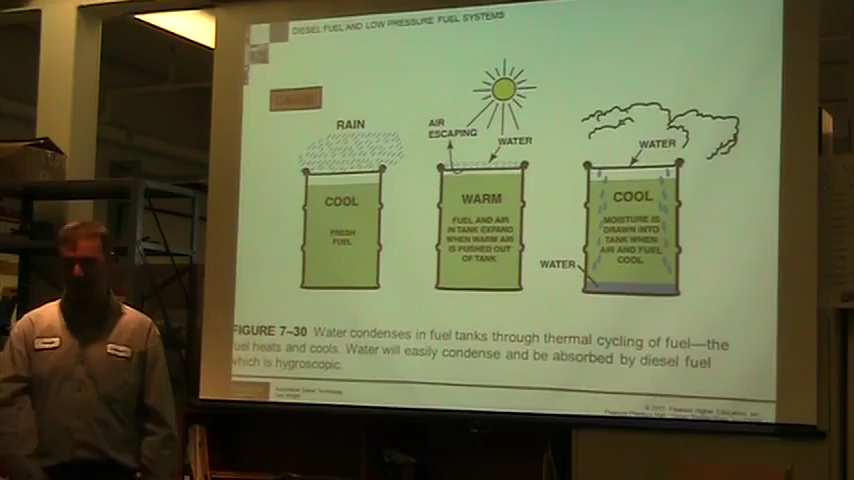 DIESEL FUEL AND LOW PRESSURE FUEL SYSTEMS
RAIN
COOL
FRESH
FUEL
AIR
ESCAPING
WATER
WARM
FUEL AND AIR
IN TANK EXPAND
WHEN WARM AIR
IS PUSHED OUT
OF TANK
WATER
COOL
MOISTURE IS
DRAWN INTO
TANK WHEN
AIR AND FUEL
COOL
WATER
FIGURE 7–30 Water condenses in fuel tanks through thermal cycling of fuel—the
fuel heats and cools. Water will easily condense and be absorbed by diesel fuel
which is hygroscopic.